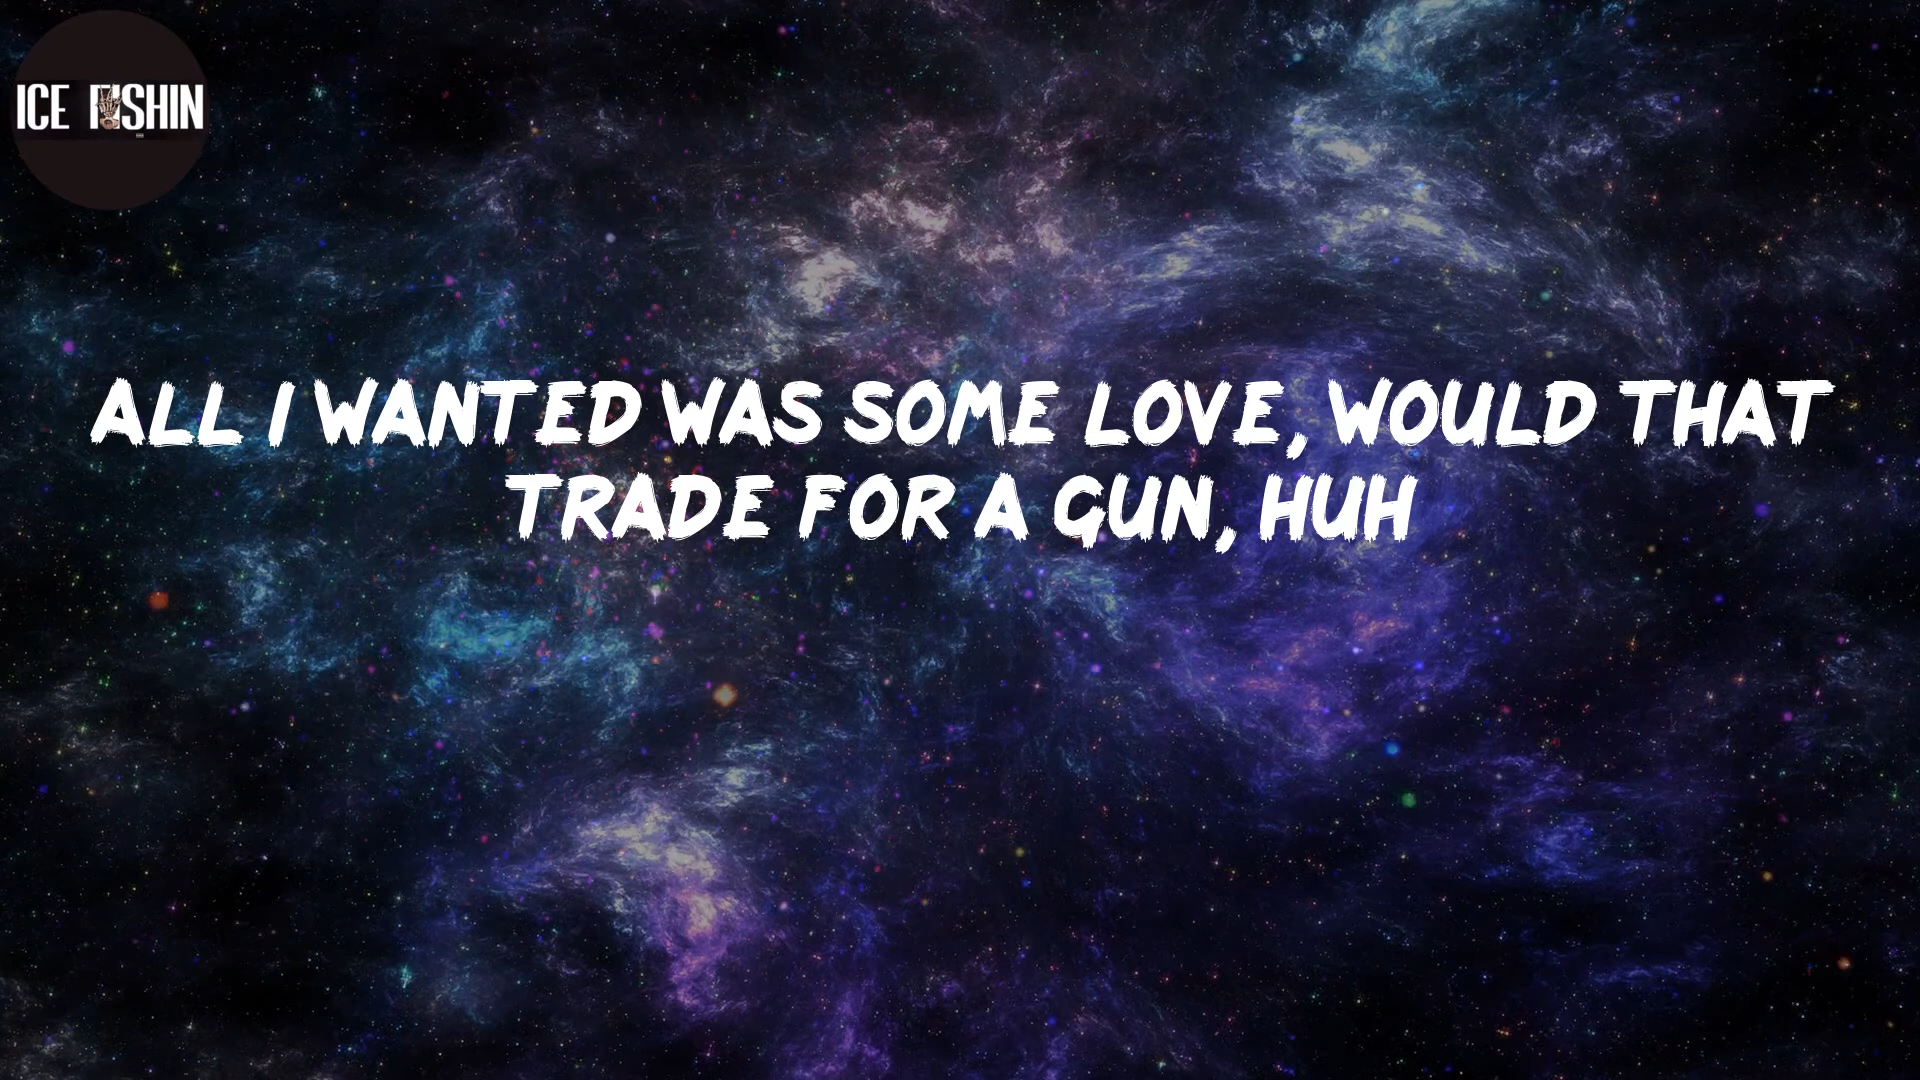 ICE FISHIN
ALL I WANTED WAS SOME LOVE, WOULD THAT
TRADE FOR A GUN, HUH